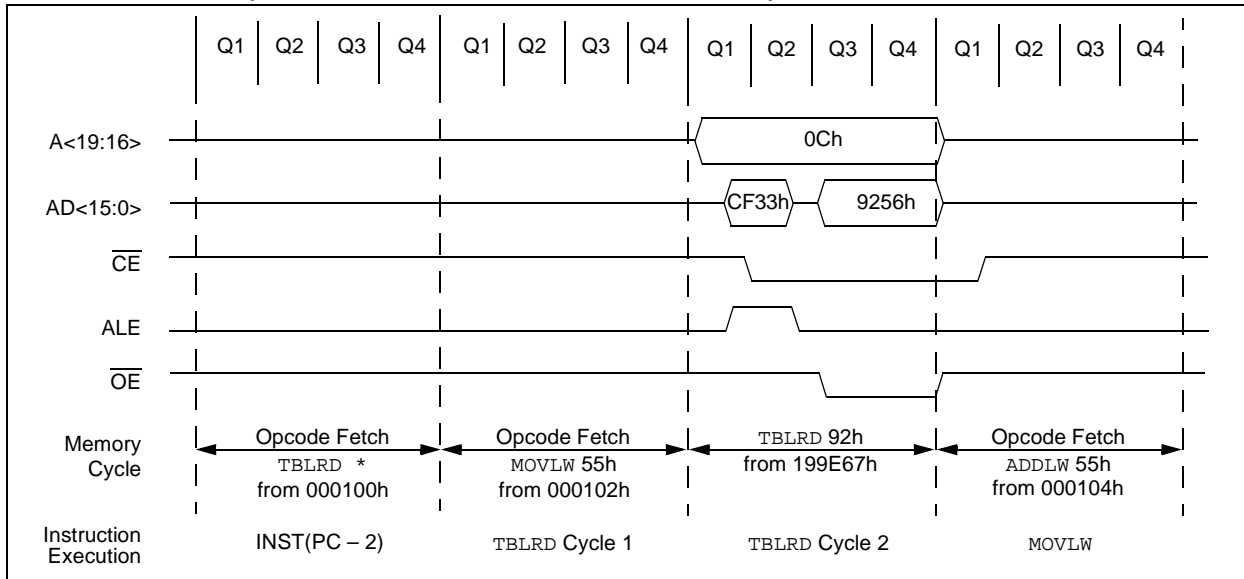 Q1 Q2 Q3 Q4 Q1 Q2 Q3 Q4 Q1 Q2 Q3 Q4 Q1 Q2 Q3 Q4
A<19:16> 0Ch
AD<15:0> CF33h 9256h
CE
ALE
OE
Memory
Cycle
Opcode Fetch
TBLRD *
from 000100h
Opcode Fetch
MOVLW 55h
from 000102h
TBLRD 92h
from 199E67h
Opcode Fetch
ADDLW 55h
from 000104h
Instruction
Execution
INST(PC – 2)
TBLRD Cycle 1
TBLRD Cycle 2
MOVLW